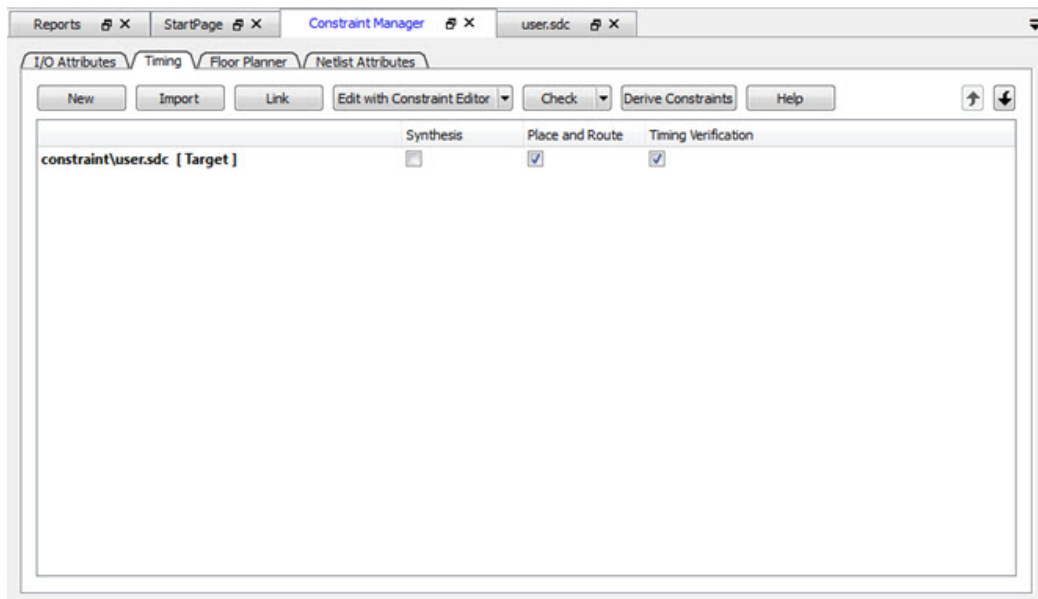 Reports StartPage Constraint Manager user.sdc
I/O Attributes Timing Floor Planner Netlist Attributes
New Import Link Edit with Constraint Editor Check Derive Constraints Help
Synthesis Place and Route Timing Verification
constraint\user.sdc [ Target ]